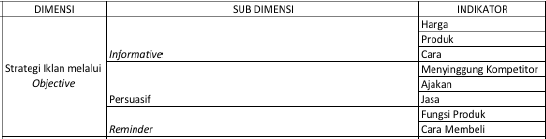 DIMENSI SUB DIMENSI INDIKATOR
Harga
Produk
Informative Cara
Strategi Iklan melalui Menyinggung Kompetitor
Objective Ajakan
Persuasif Jasa
Fungsi Produk
Reminder Cara Membeli